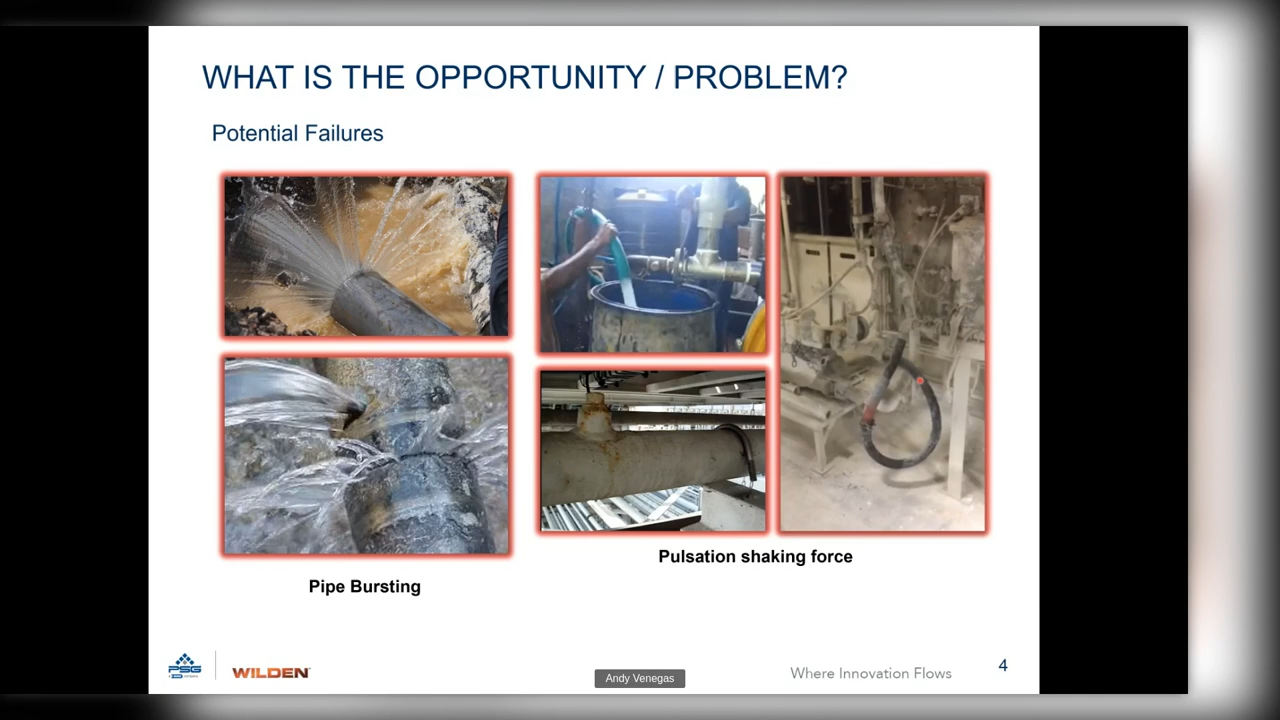 WHAT IS THE OPPORTUNITY / PROBLEM?
Potential Failures
Pulsation shaking force
Pipe Bursting
PSG
WILDEN
Andy Venegas
Where Innovation Flows
4